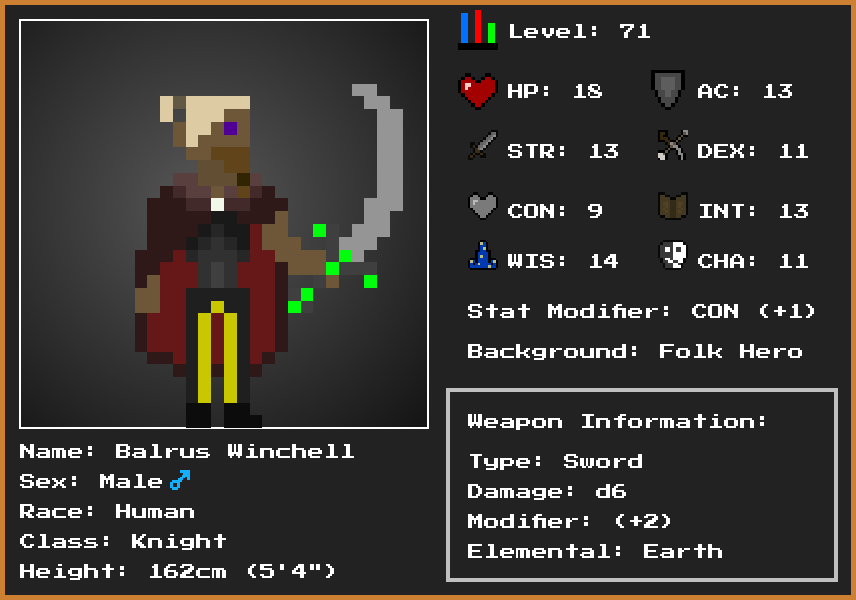 Level: 71
HP: 18
AC: 13
STR: 13
DEX: 11
CON: 9
INT: 13
WIS: 14
CHA: 11
Stat Modifier: CON (+1)
Background: Folk Hero
Weapon Information:
Type: Sword
Damage: d6
Modifier: (+2)
Elemental: Earth
Name: Balrus Winchell
Sex: Male ♂
Race: Human
Class: Knight
Height: 162cm (5'4")